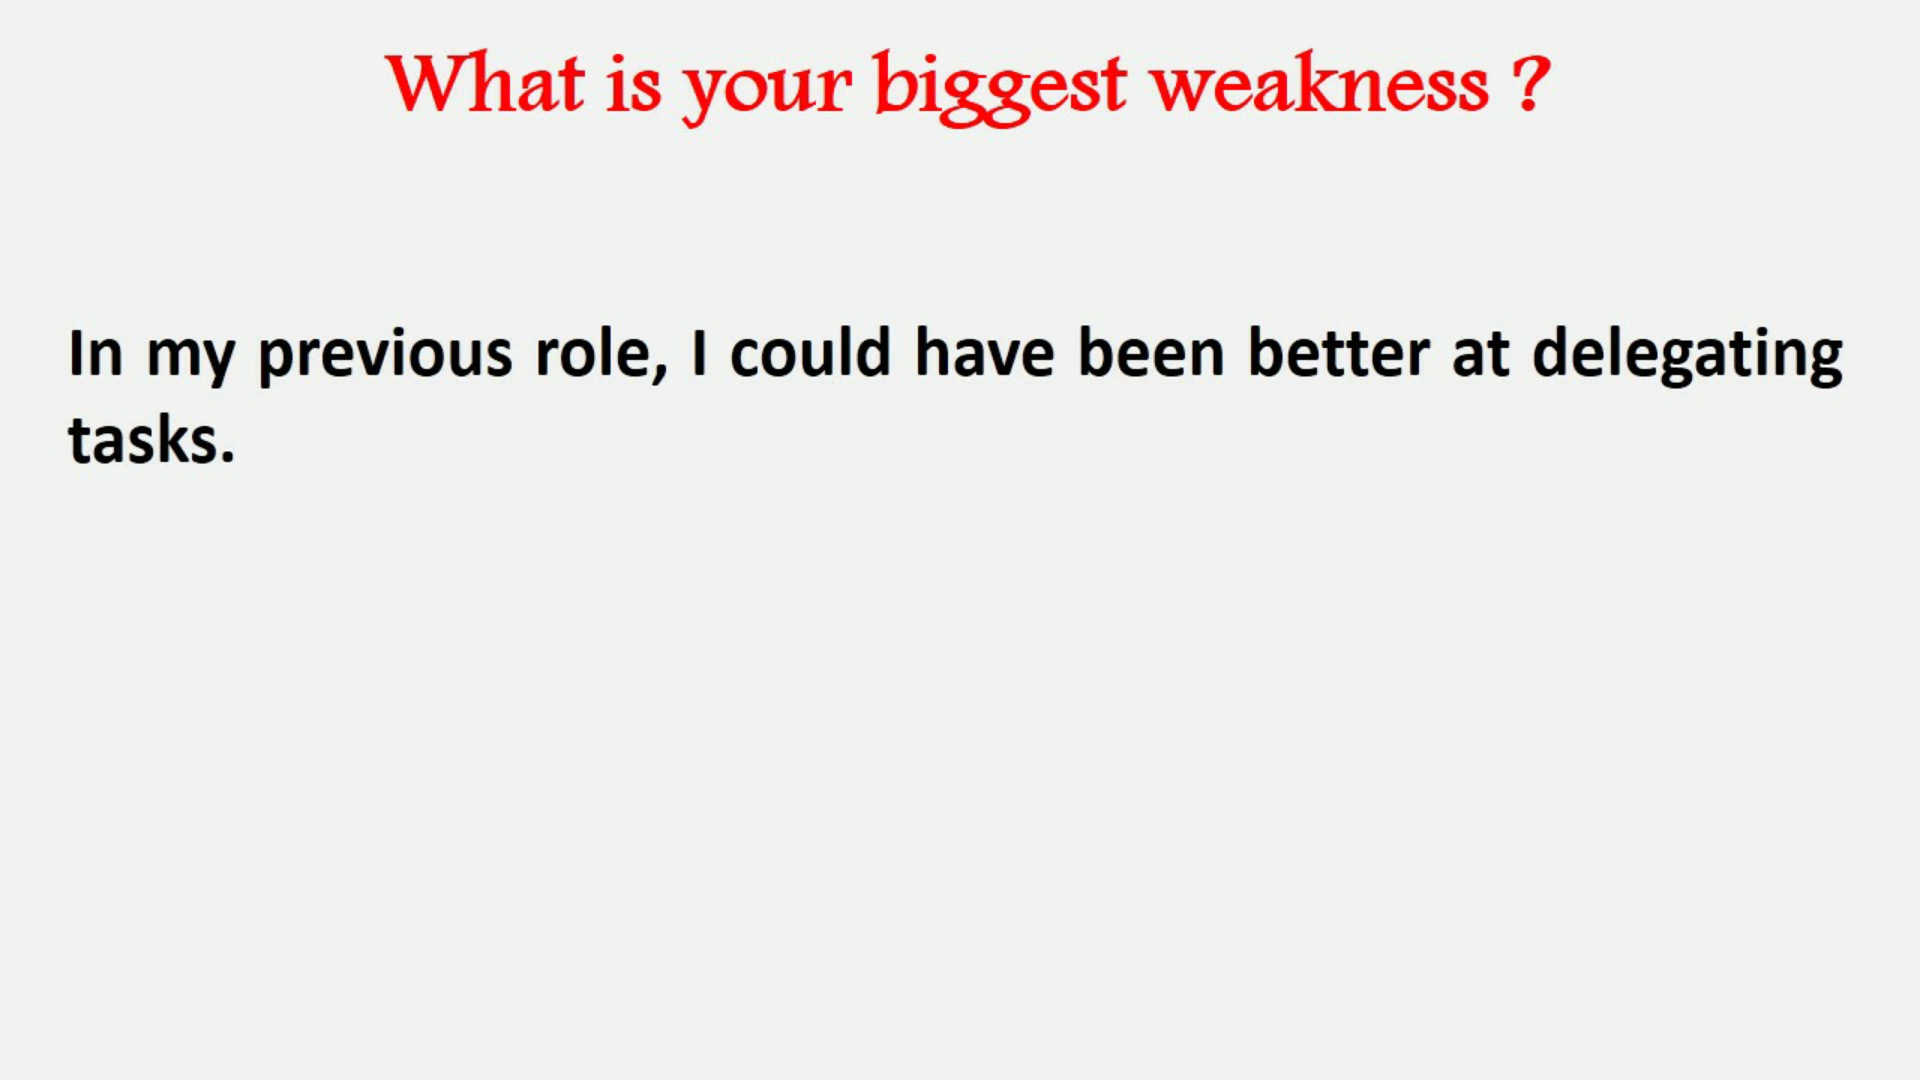 What is your biggest weakness ?
In my previous role, I could have been better at delegating
tasks.